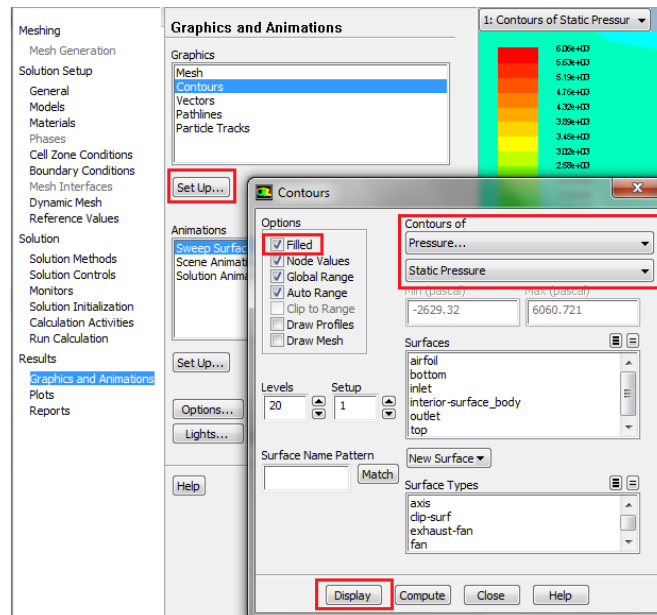 Meshing
Mesh Generation
Solution Setup
General
Models
Materials
Phases
Cell Zone Conditions
Boundary Conditions
Mesh Interfaces
Dynamic Mesh
Reference Values
Solution
Solution Methods
Solution Controls
Monitors
Solution Initialization
Calculation Activities
Run Calculation
Results
Graphics and Animations
Plots
Reports
Graphics and Animations
Graphics
Mesh
Contours
Vectors
Pathlines
Particle Tracks
Set Up...
Animations
Sweep Surfac
Scene Animati
Solution Anima
Set Up...
Options...
Lights...
Help
1: Contours of Static Pressur
6.06e+03
5.63e+03
5.19e+03
4.76e+03
4.32e+03
3.89e+03
3.45e+03
3.02e+03
2.58e+03
Contours
Options
Filled
Node Values
Global Range
Auto Range
Clip to Range
Draw Profiles
Draw Mesh
Levels Setup
20 1
Surface Name Pattern
Match
Contours of
Pressure...
Static Pressure
Min (pascal) Max (pascal)
-2629.32 6060.721
Surfaces
airfoil
bottom
inlet
interior-surface_body
outlet
top
New Surface
Surface Types
axis
clip-surf
exhaust-fan
fan
Display Compute Close Help